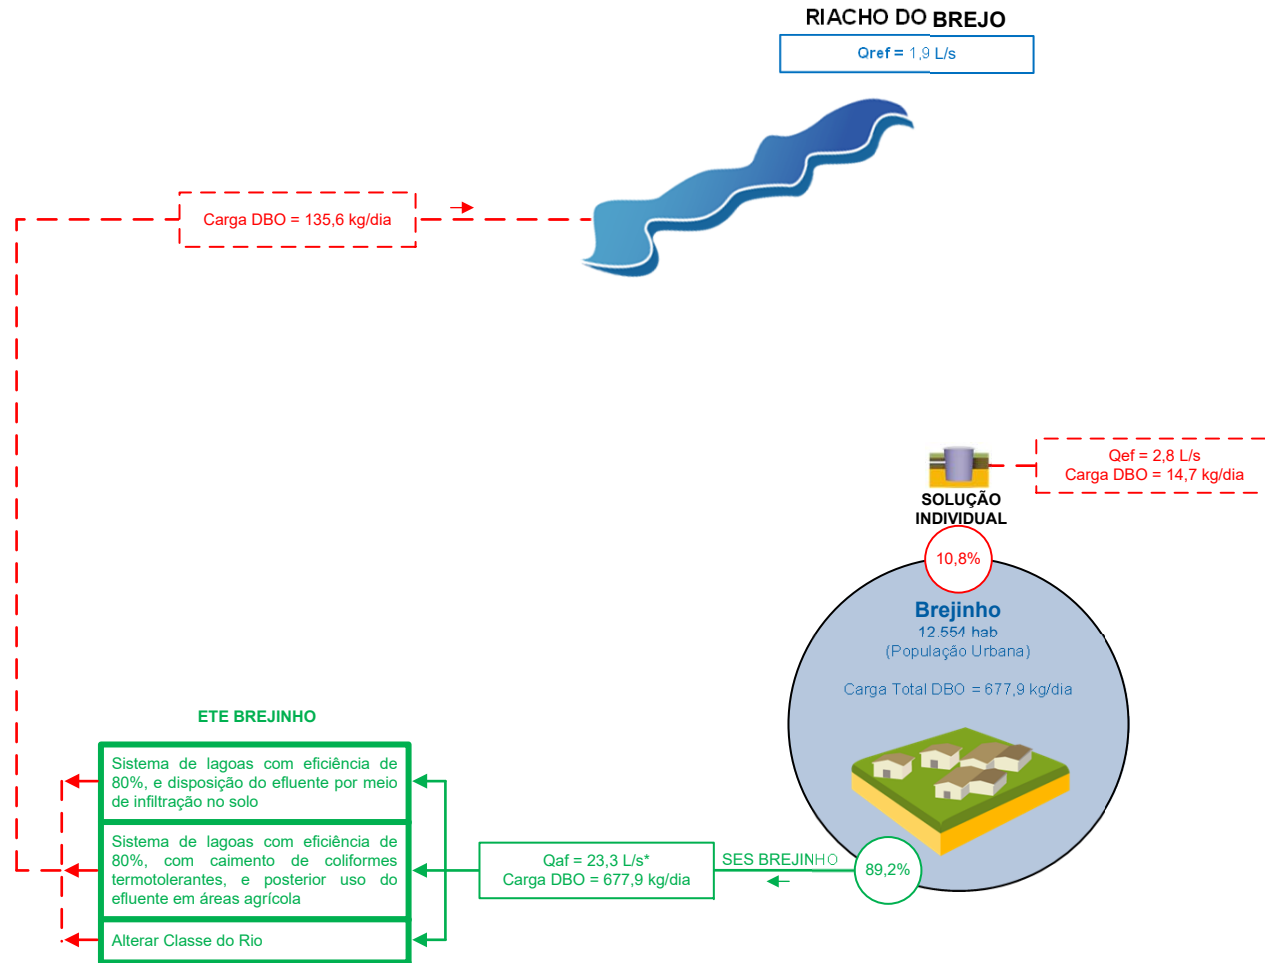 RIACHO DO BREJO
Qref = 1,9 L/s
Carga DBO = 135,6 kg/dia
Qef = 2,8 L/s
Carga DBO = 14,7 kg/dia
SOLUÇÃO
INDIVIDUAL
10,8%
Brejinho
12.554 hab
(População Urbana)
Carga Total DBO = 677,9 kg/dia
ETE BREJINHO
Sistema de lagoas com eficiência de
80%, e disposição do efluente por meio
de infiltração no solo
Sistema de lagoas com eficiência de
80%, com caimento de coliformes
termotolerantes, e posterior uso do
efluente em áreas agrícola
Alterar Classe do Rio
Qaf = 23,3 L/s*
Carga DBO = 677,9 kg/dia
SES BREJINHO
89,2%